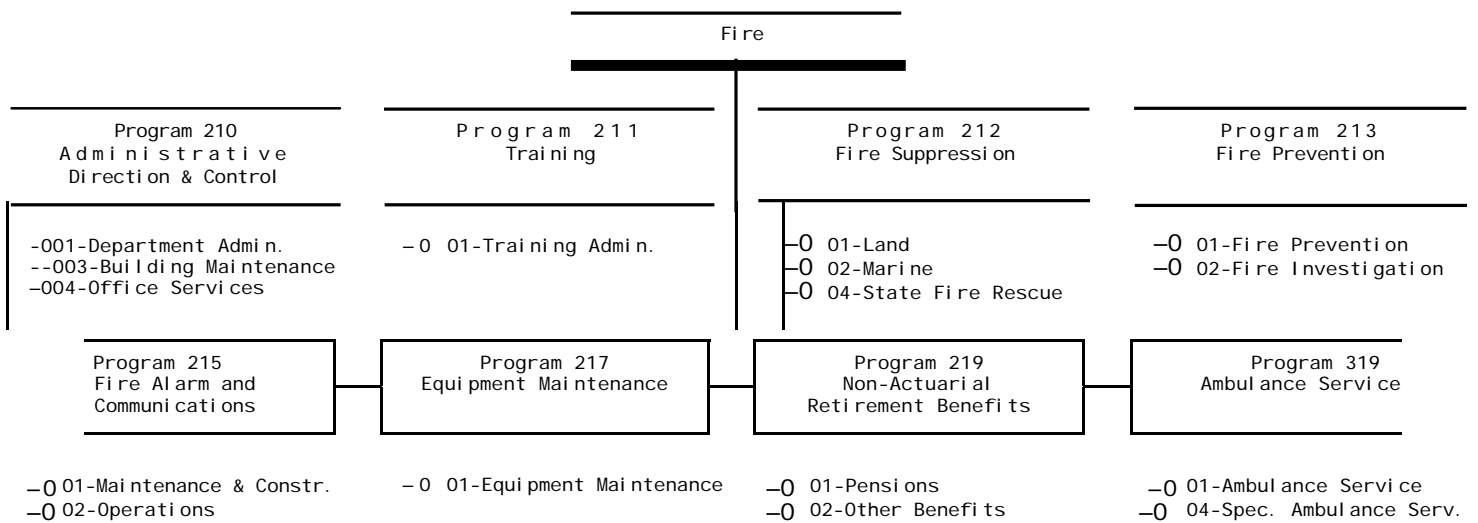 Fire
Program 210
Administrative
Direction & Control
Program 211
Training
Program 212
Fire Suppression
Program 213
Fire Prevention
-001-Department Admin.
--003-Building Maintenance
–004-Office Services
–0 01-Training Admin.
–0 01-Land
–0 02-Marine
–0 04-State Fire Rescue
–0 01-Fire Prevention
–0 02-Fire Investigation
Program 215
Fire Alarm and
Communications
Program 217
Equipment Maintenance
Program 219
Non-Actuarial
Retirement Benefits
Program 319
Ambulance Service
–0 01-Maintenance & Constr.
–0 02-Operations
–0 01-Equipment Maintenance
–0 01-Pensions
–0 02-Other Benefits
–0 01-Ambulance Service
–0 04-Spec. Ambulance Serv.